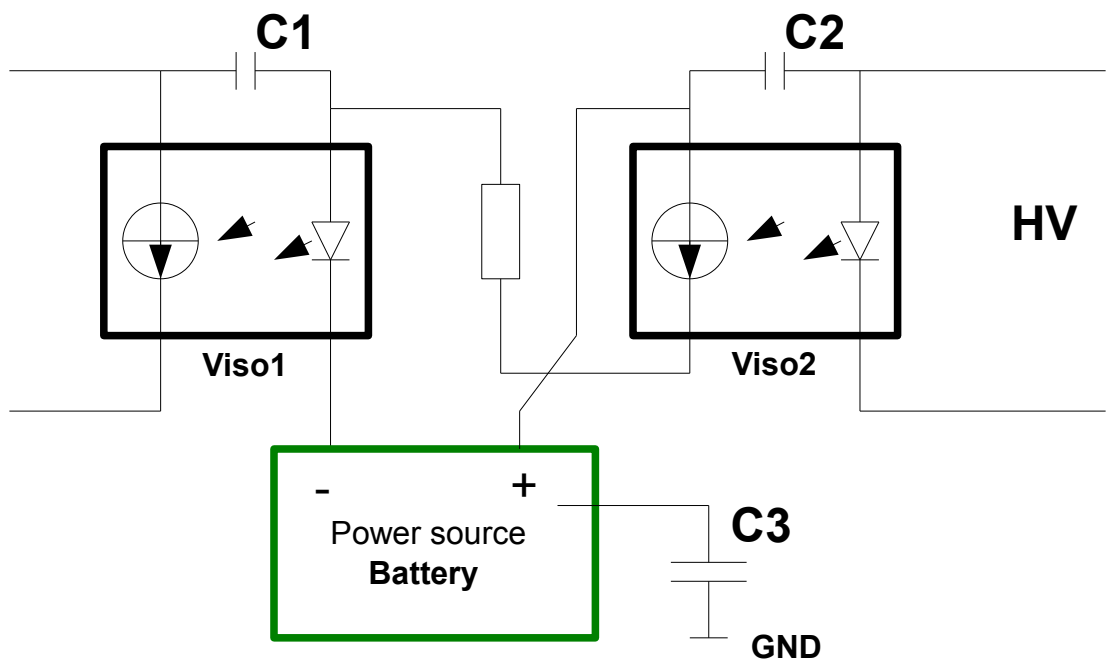 C1
C2
HV
Viso1
Viso2
- +
Power source
Battery
C3
GND